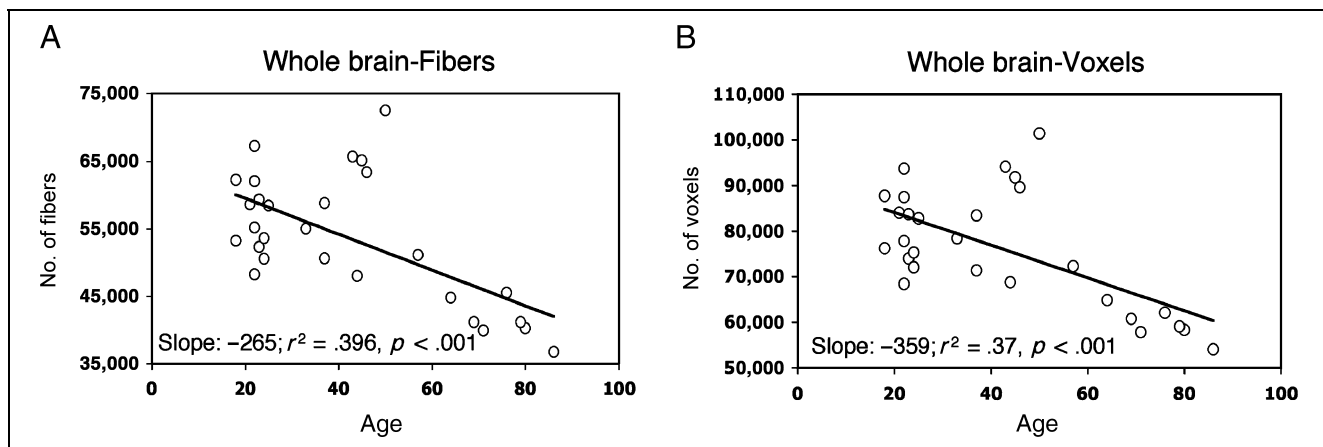 A
Whole brain-Fibers
No. of fibers
75,000
65,000
55,000
45,000
35,000
Slope: −265; r² = .396, p < .001
0 20 40 60 80 100
Age
B
Whole brain-Voxels
No. of voxels
110,000
100,000
90,000
80,000
70,000
60,000
50,000
Slope: −359; r² = .37, p < .001
0 20 40 60 80 100
Age